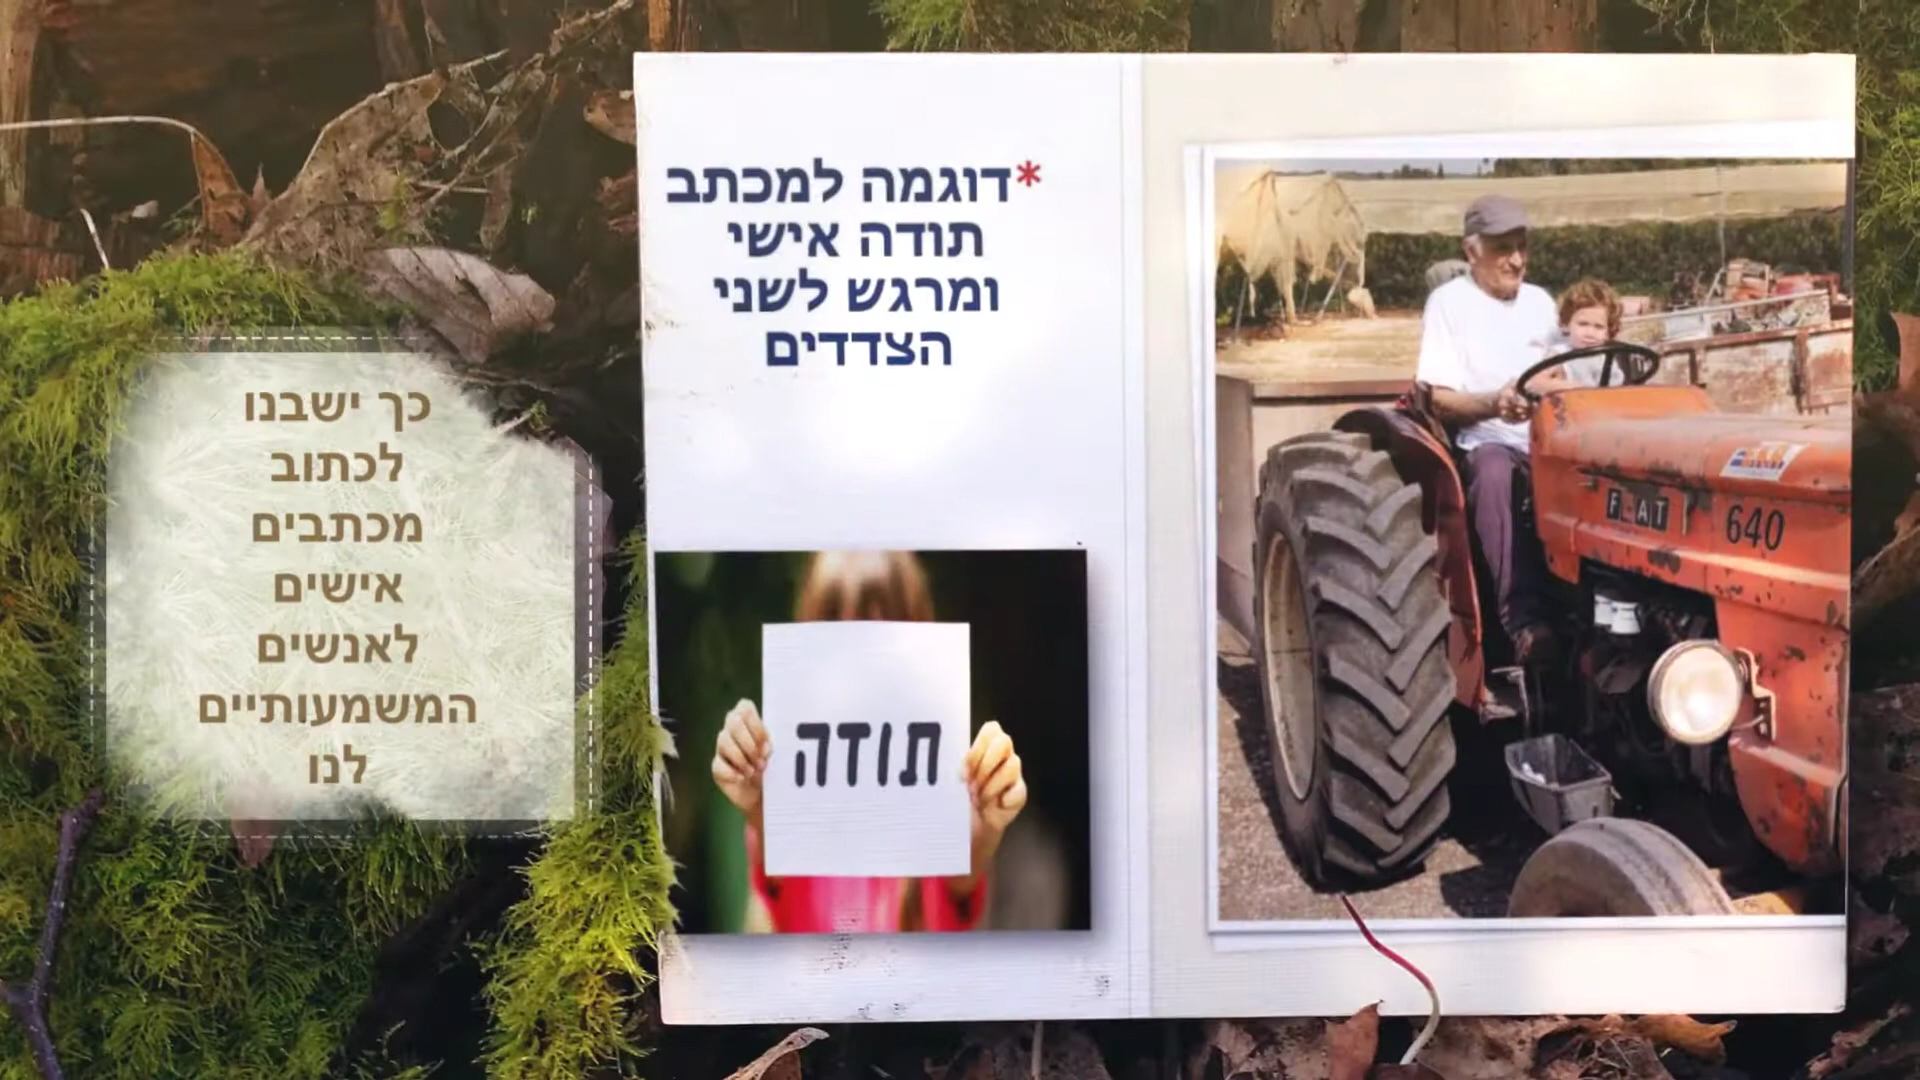 *דוגמה למכתב
תודה אישי
ומרגש לשני
הצדדים
תודה
כך ישבנו
לכתוב
מכתבים
אישים
לאנשים
המשמעותיים
לנו
FIAT
640